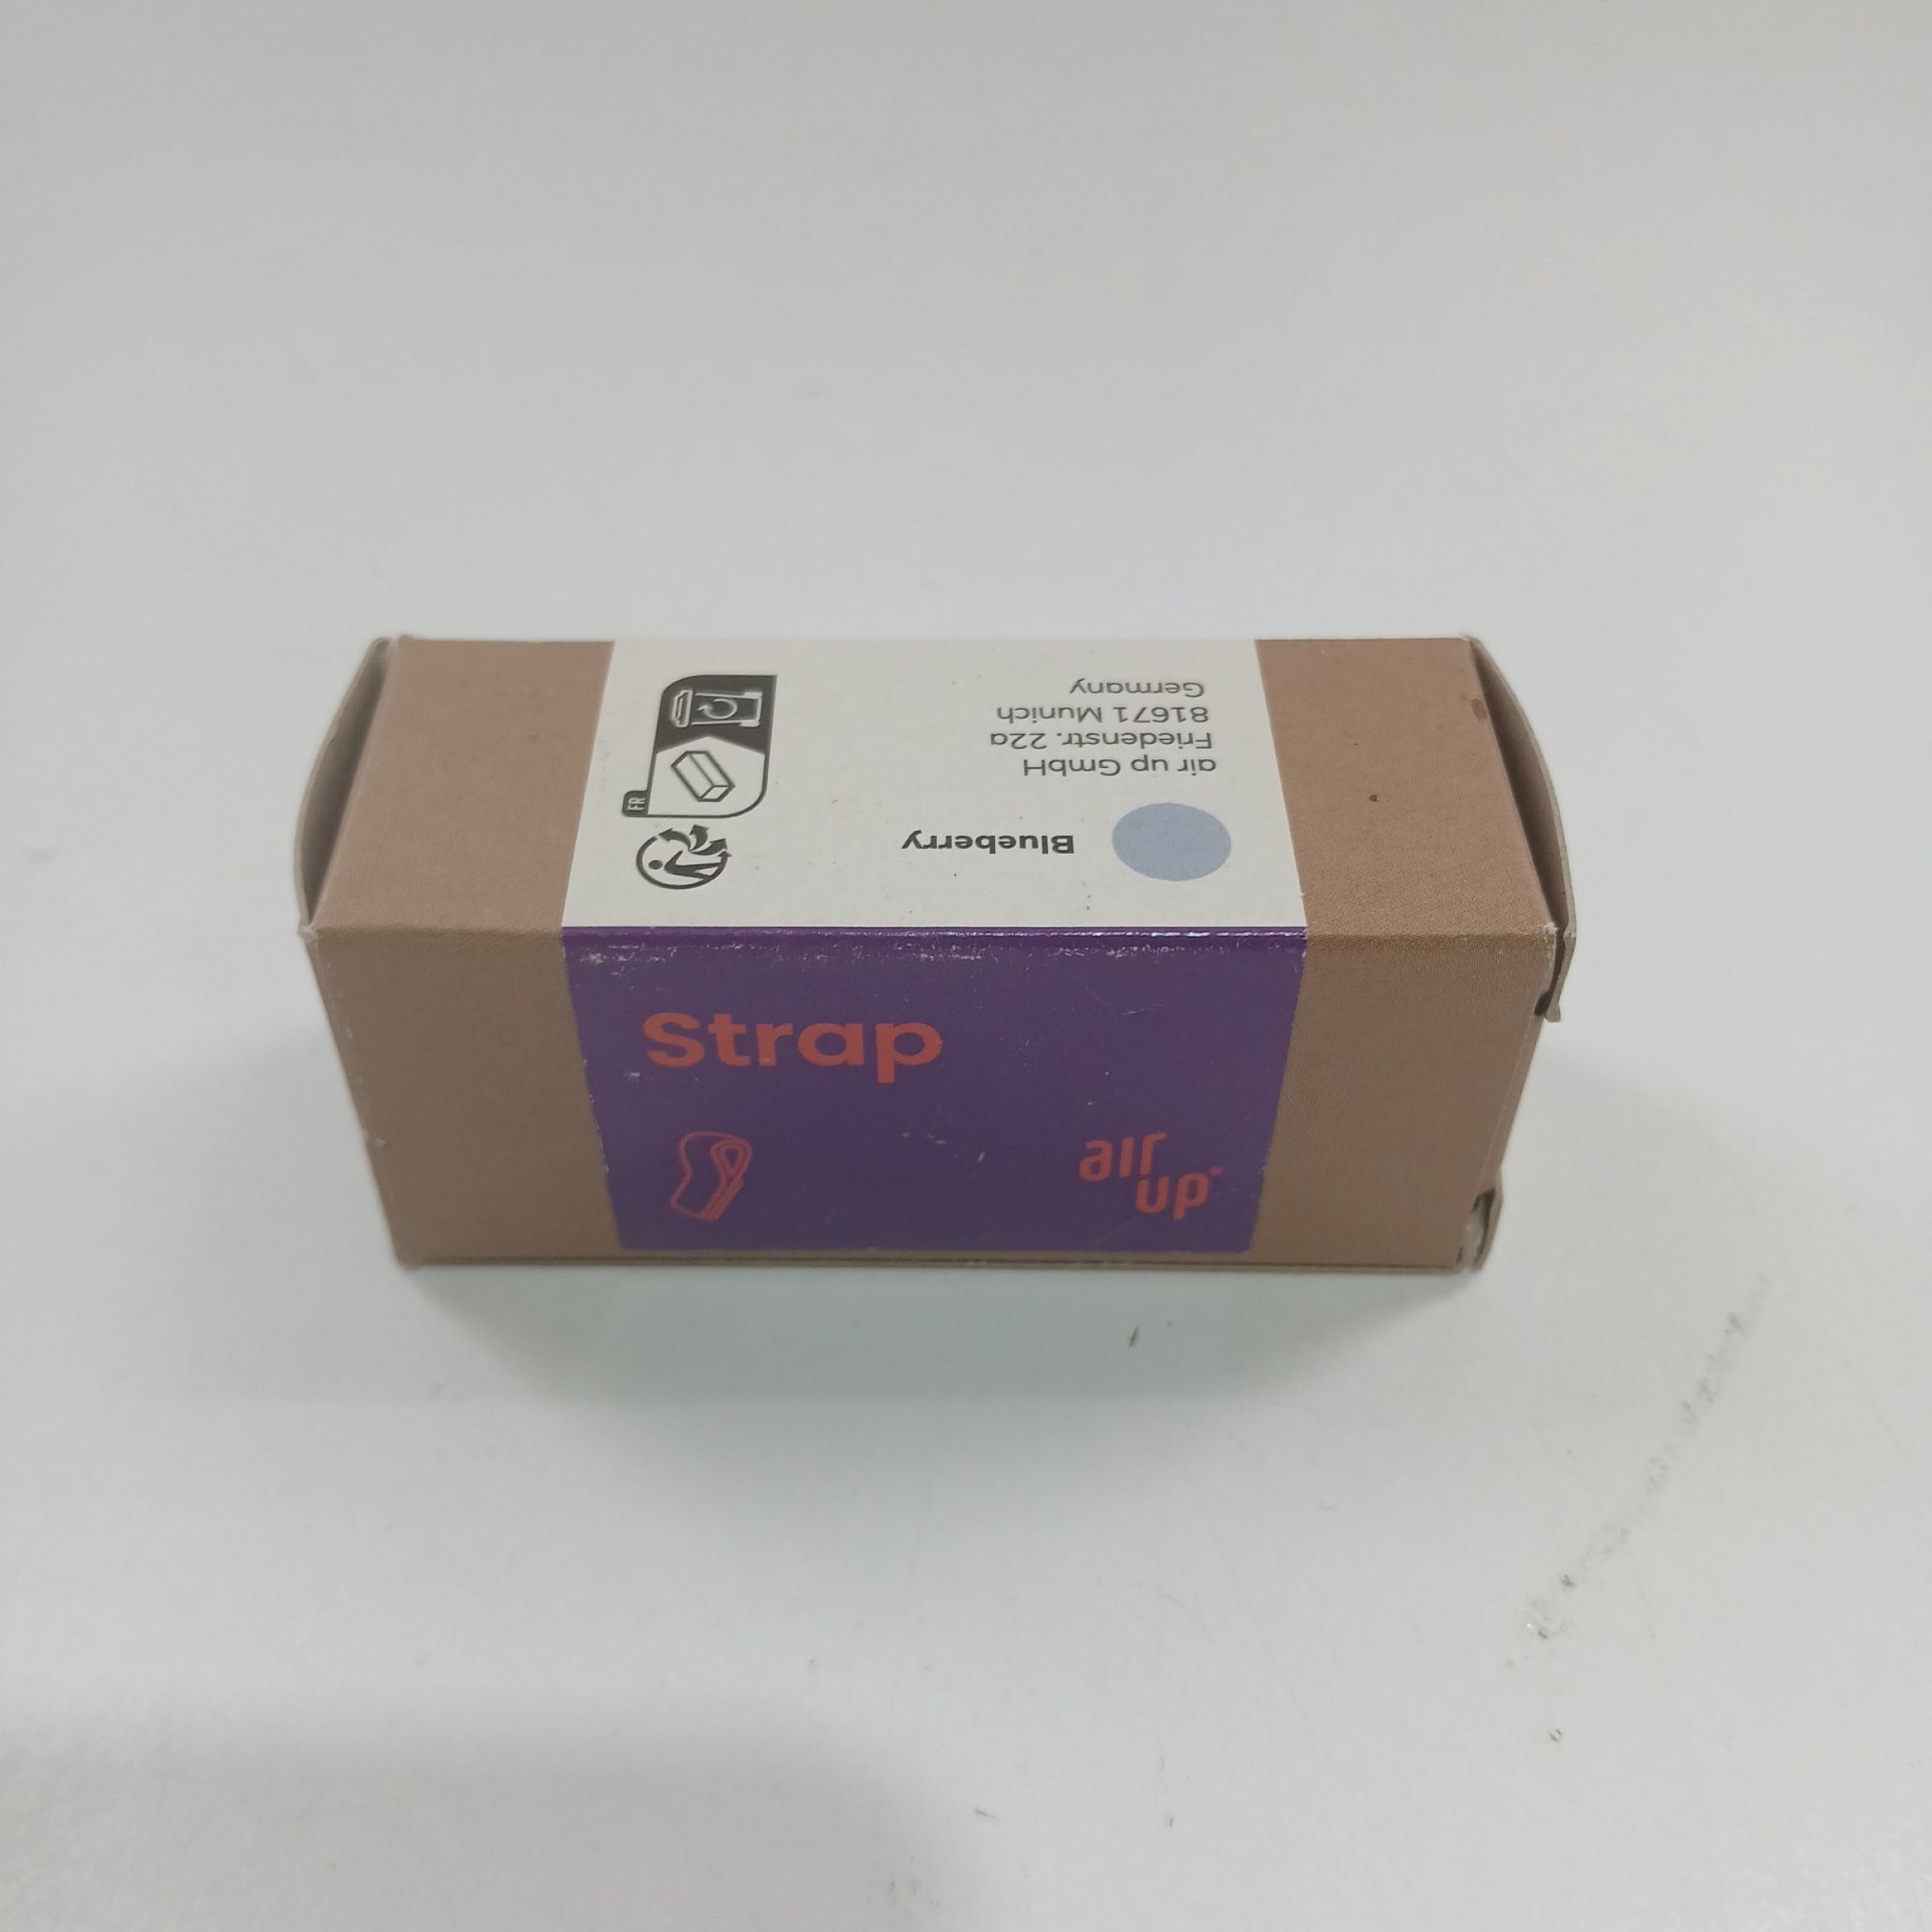 Strap
air
up
Blueberry
air up GmbH
Friedenstr. 22a
81671 Munich
Germany
FR